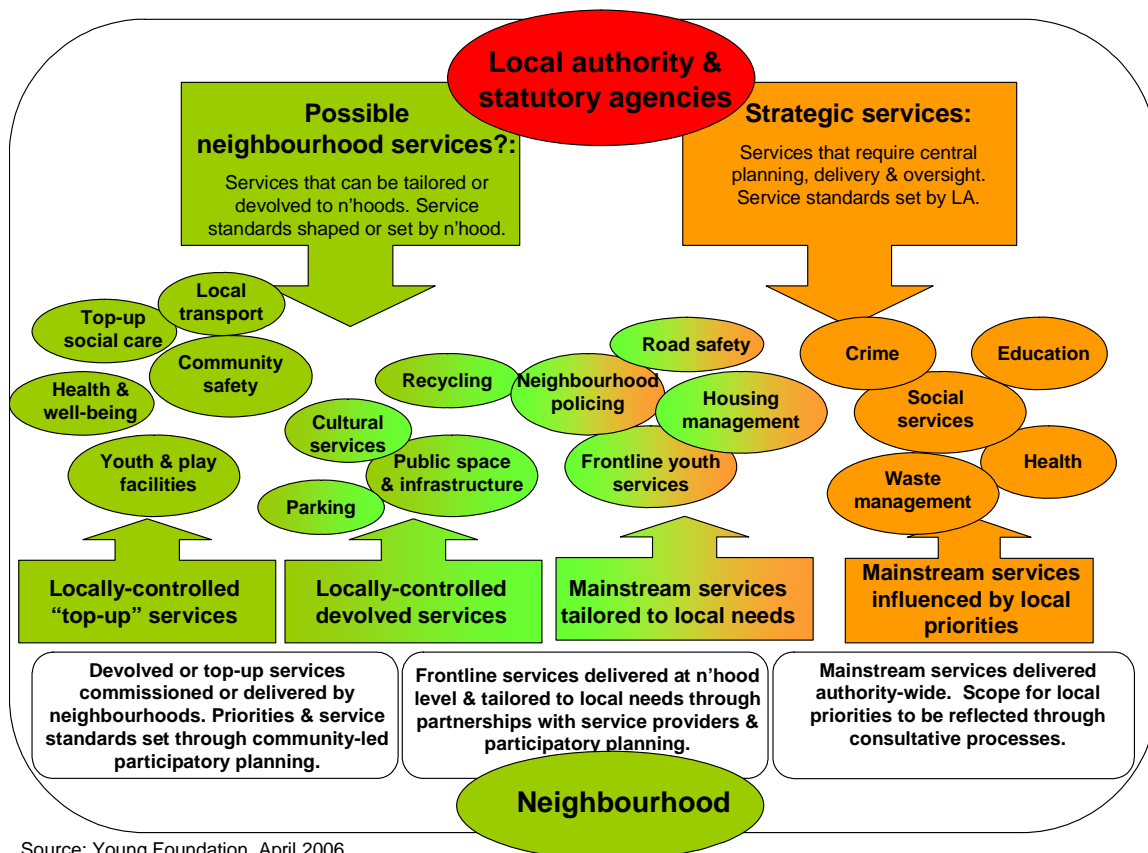 Local authority &
statutory agencies
Possible
neighbourhood services?:
Services that can be tailored or
devolved to n'hoods. Service
standards shaped or set by n'hood.
Strategic services:
Services that require central
planning, delivery & oversight.
Service standards set by LA.
Local
transport
Top-up
social care
Community
safety
Health &
well-being
Youth & play
facilities
Recycling
Cultural
services
Public space
& infrastructure
Parking
Road safety
Neighbourhood
policing
Housing
management
Frontline youth
services
Crime
Education
Social
services
Health
Waste
management
Locally-controlled
“top-up” services
Locally-controlled
devolved services
Mainstream services
tailored to local needs
Mainstream services
influenced by local
priorities
Devolved or top-up services
commissioned or delivered by
neighbourhoods. Priorities & service
standards set through community-led
participatory planning.
Frontline services delivered at n'hood
level & tailored to local needs through
partnerships with service providers &
participatory planning.
Mainstream services delivered
authority-wide. Scope for local
priorities to be reflected through
consultative processes.
Neighbourhood
Source: Young Foundation, April 2006